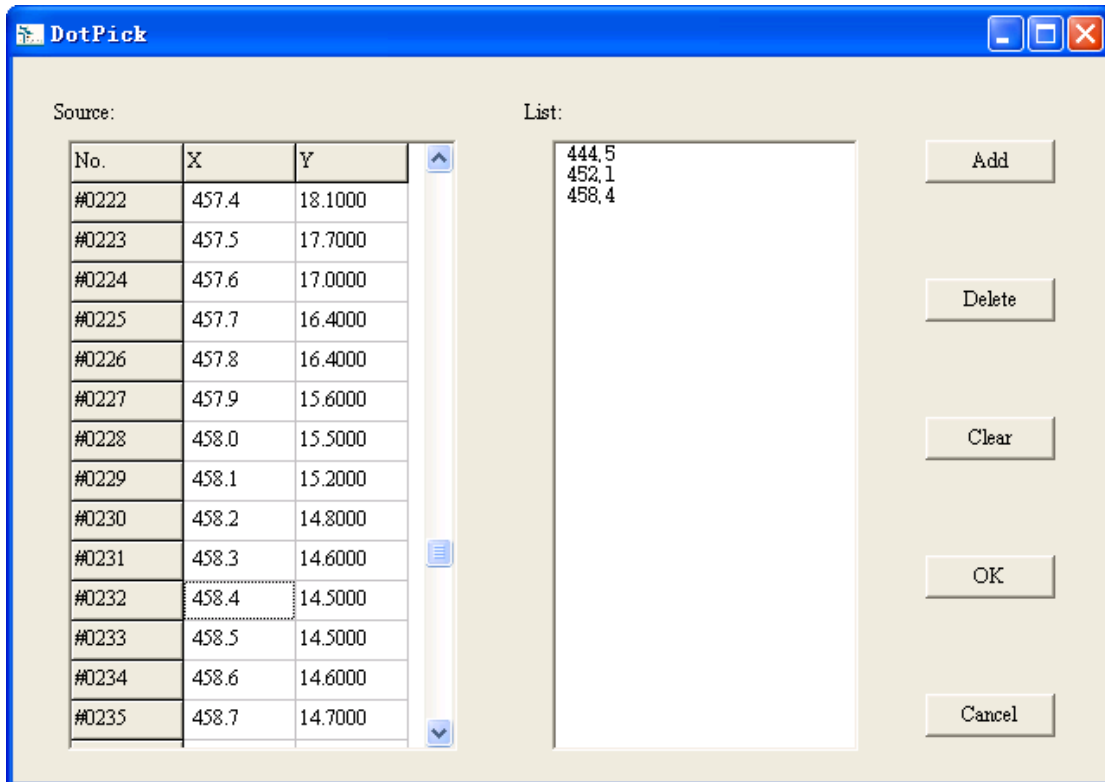 DotPick
Source:
No. X Y
#0222 457.4 18.1000
#0223 457.5 17.7000
#0224 457.6 17.0000
#0225 457.7 16.4000
#0226 457.8 16.4000
#0227 457.9 15.6000
#0228 458.0 15.5000
#0229 458.1 15.2000
#0230 458.2 14.8000
#0231 458.3 14.6000
#0232 458.4 14.5000
#0233 458.5 14.5000
#0234 458.6 14.6000
#0235 458.7 14.7000
List:
444.5
452.1
458.4
Add
Delete
Clear
OK
Cancel